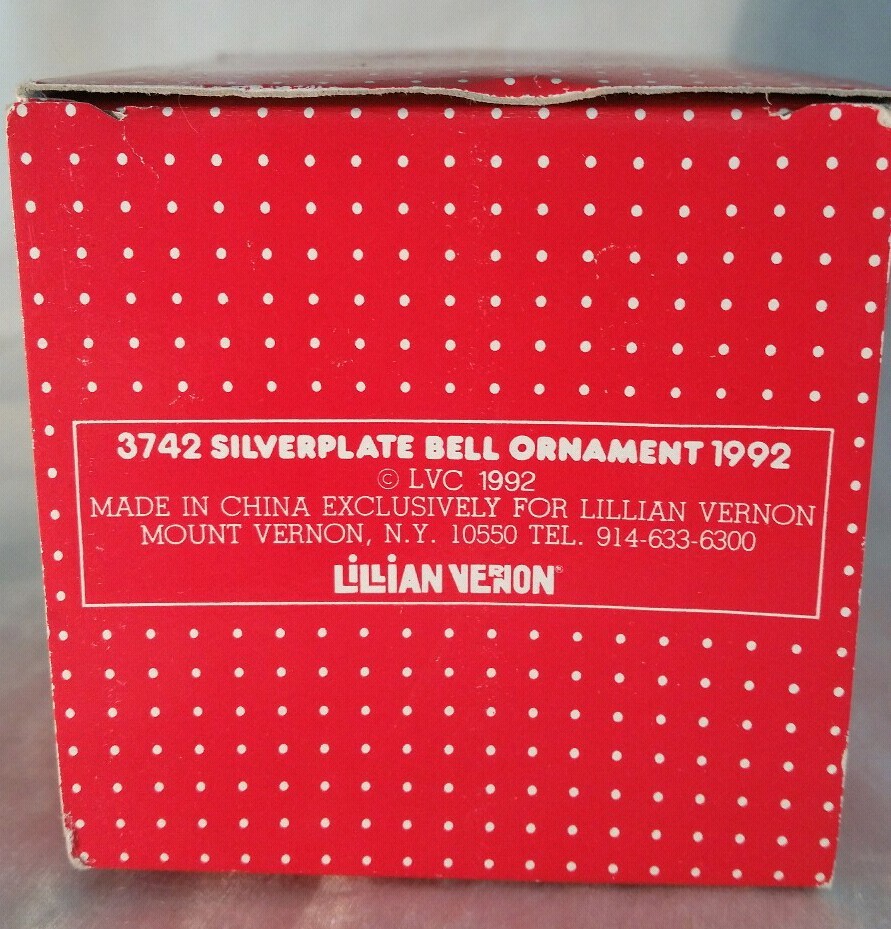 3742 SILVERPLATE BELL ORNAMENT 1992
© LVC 1992
MADE IN CHINA EXCLUSIVELY FOR LILLIAN VERNON
MOUNT VERNON, N.Y. 10550 TEL. 914-633-6300
LILLIAN VERNON®